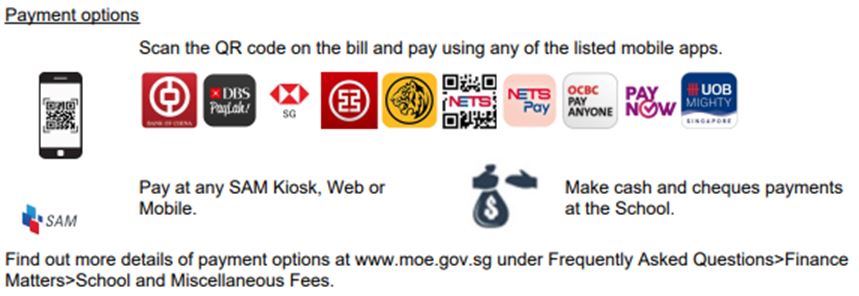 Payment options
Scan the QR code on the bill and pay using any of the listed mobile apps.
BANK OF CHINA
DBS
PayLah!
SG
NETS
NETS
Pay
OCBC
PAY
ANYONE
PAY
NOW
UOB
MIGHTY
SINGAPORE
Pay at any SAM Kiosk, Web or
Mobile.
SAM
Make cash and cheques payments
at the School.
Find out more details of payment options at www.moe.gov.sg under Frequently Asked Questions>Finance
Matters>School and Miscellaneous Fees.